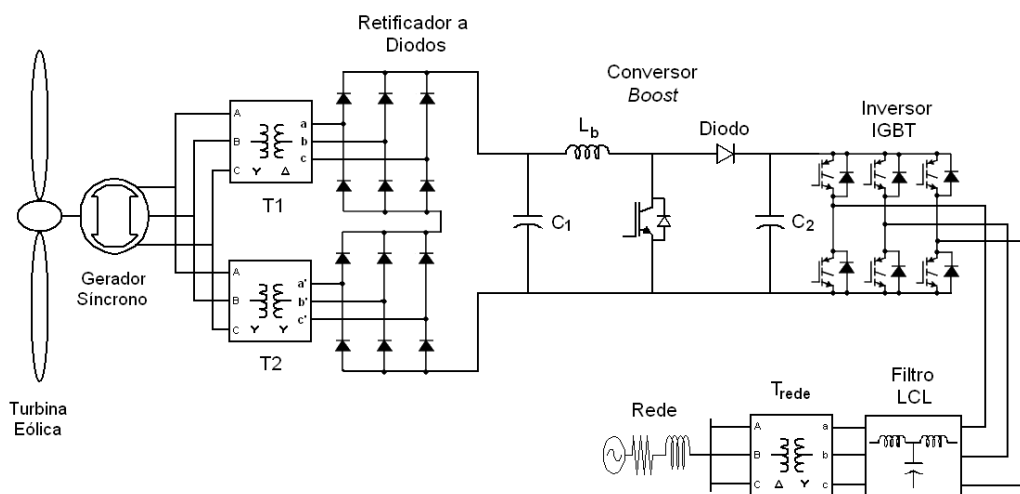 Retificador a
Diodos
Conversor
Boost
Inversor
IGBT
Lb
Diodo
C1
C2
A
B
C
a
b
c
Y Δ
T1
Gerador
Síncrono
A
B
C
a'
b'
c'
Y Y
T2
Turbina
Eólica
Rede
Trede
Filtro
LCL
A
B
C
a
b
c
Δ Y